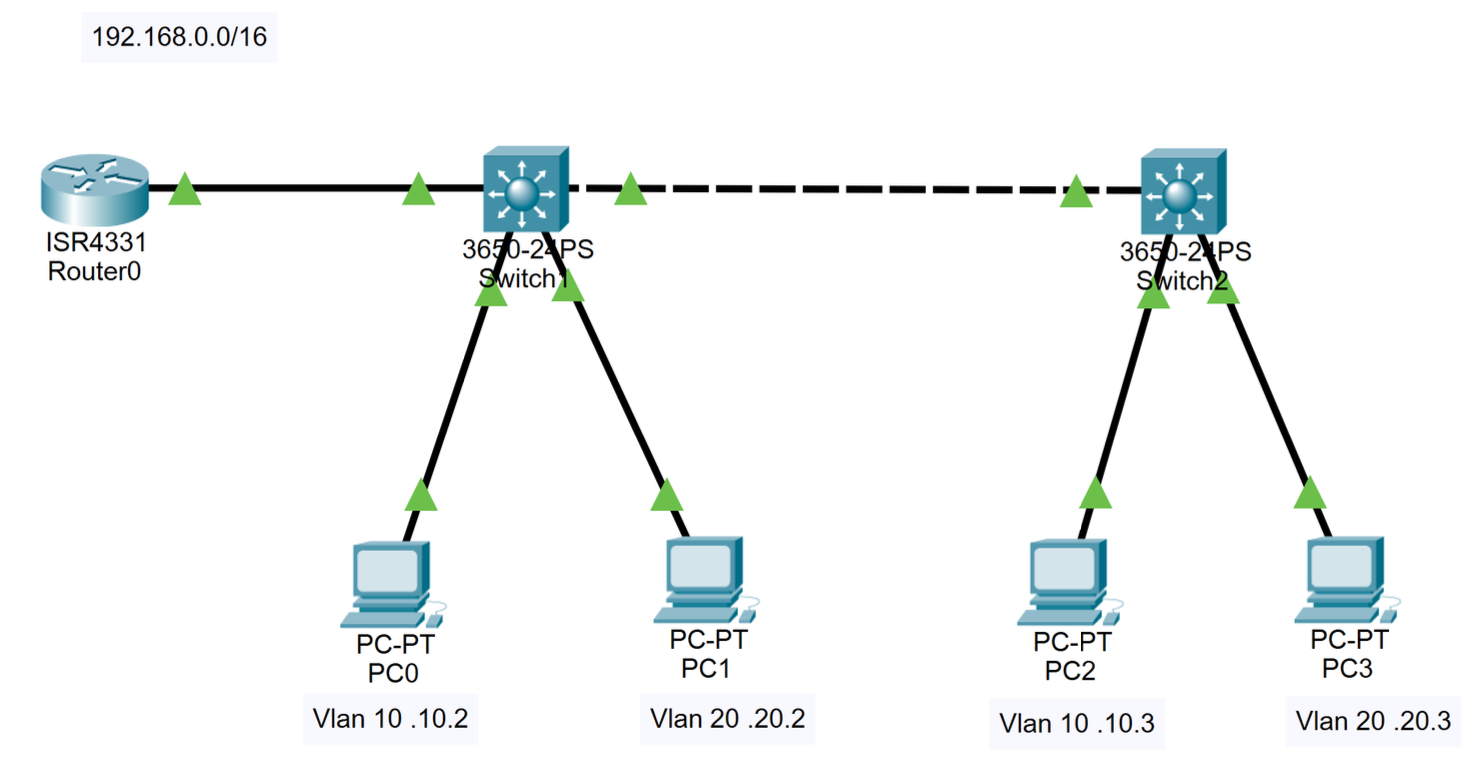 192.168.0.0/16
ISR4331
Router0
3650-24PS
Switch1
3650-24PS
Switch2
PC-PT
PC0
PC-PT
PC1
PC-PT
PC2
PC-PT
PC3
Vlan 10 .10.2
Vlan 20 .20.2
Vlan 10 .10.3
Vlan 20 .20.3